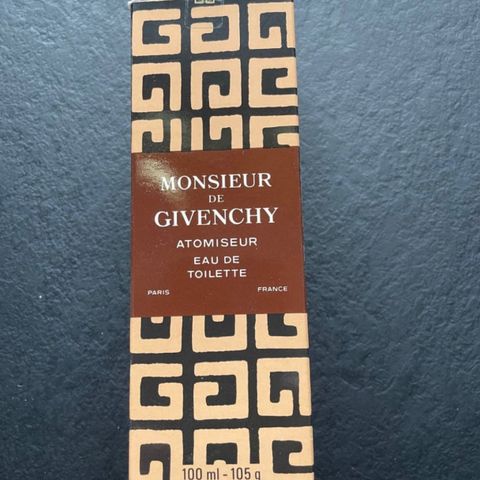 MONSIEUR
DE
GIVENCHY
ATOMISEUR
EAU DE
TOILETTE
PARIS FRANCE
100 ml - 105 g